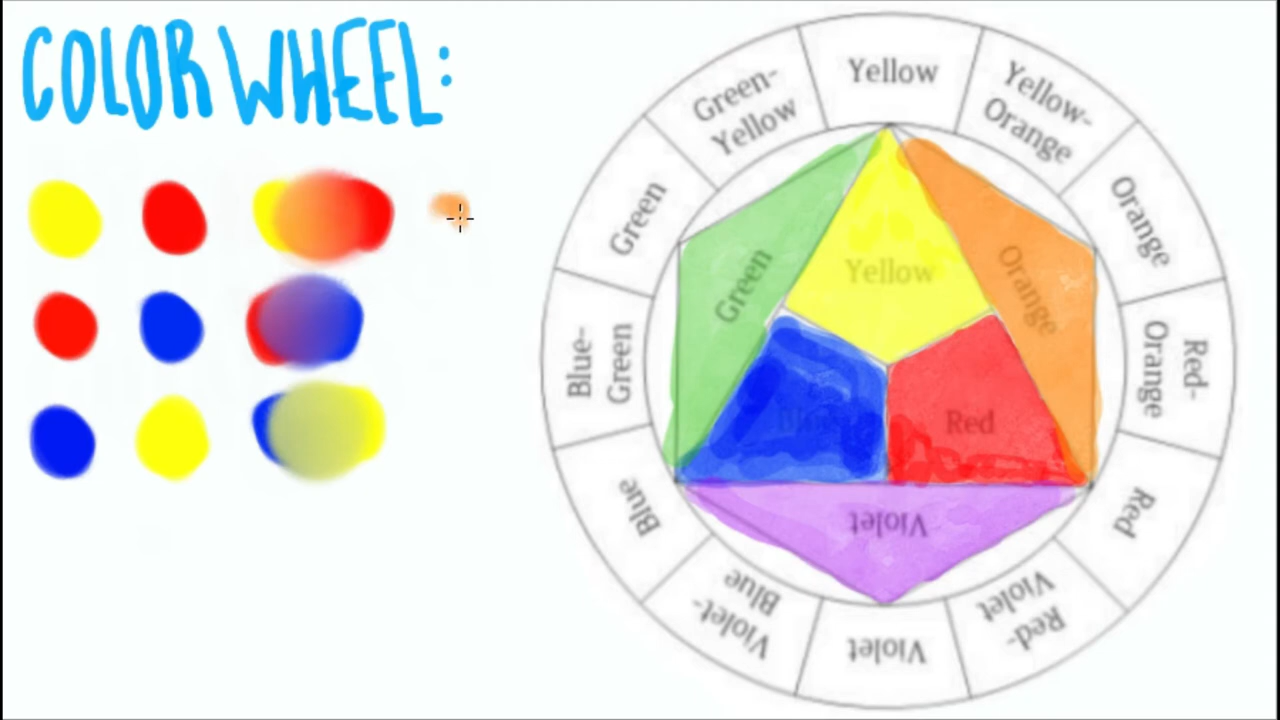 COLOR WHEEL:
Yellow
Yellow-
Orange
Orange
Red-
Orange
Red
Red-
Violet
Violet
Violet-
Blue
Blue
Blue-
Green
Green
Green-
Yellow
Yellow
Orange
Red
Violet
Blue
Green